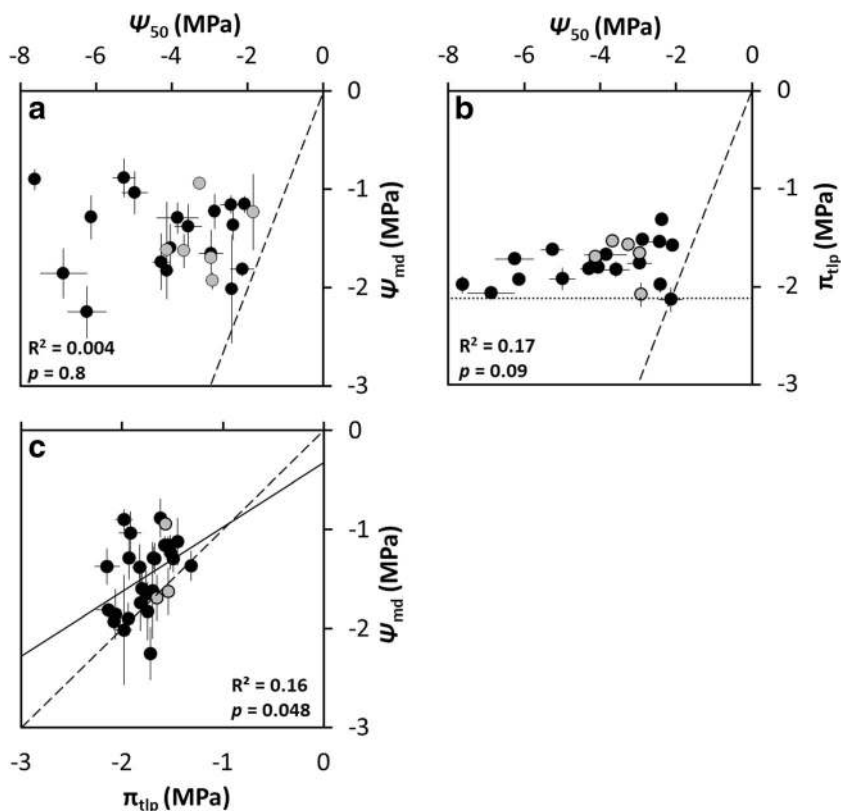 Ψ50 (MPa)
-8 -6 -4 -2 0
a
0
-1
-2
-3
Ψmd (MPa)
R² = 0.004
p = 0.8
Ψ50 (MPa)
-8 -6 -4 -2 0
b
0
-1
-2
-3
πtlp (MPa)
R² = 0.17
p = 0.09
c
0
-1
-2
-3
Ψmd (MPa)
R² = 0.16
p = 0.048
-3 -2 -1 0
πtlp (MPa)